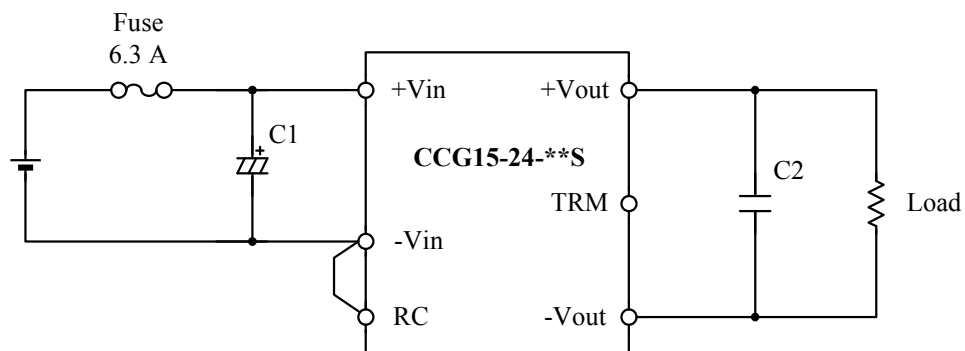 Fuse
6.3 A
+Vin
+Vout
C1
+
CCG15-24-**S
C2
TRM
Load
-Vin
RC
-Vout